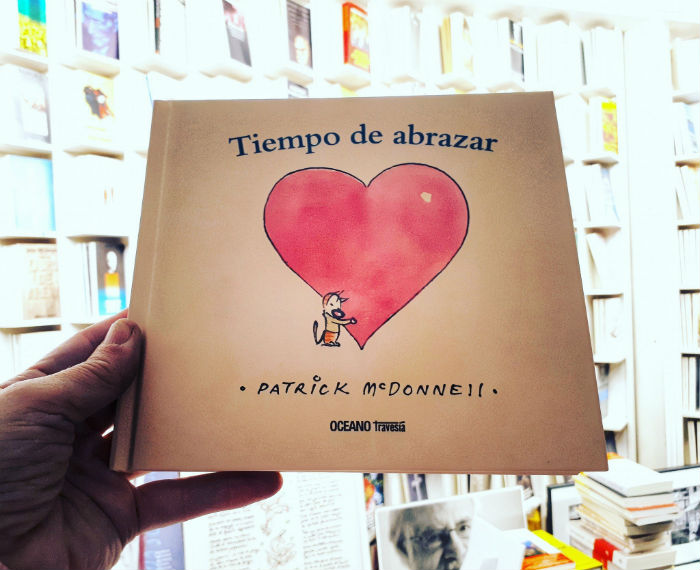 Tiempo de abrazar
• PATRICK McDONNELL •
OCEANO Travesía